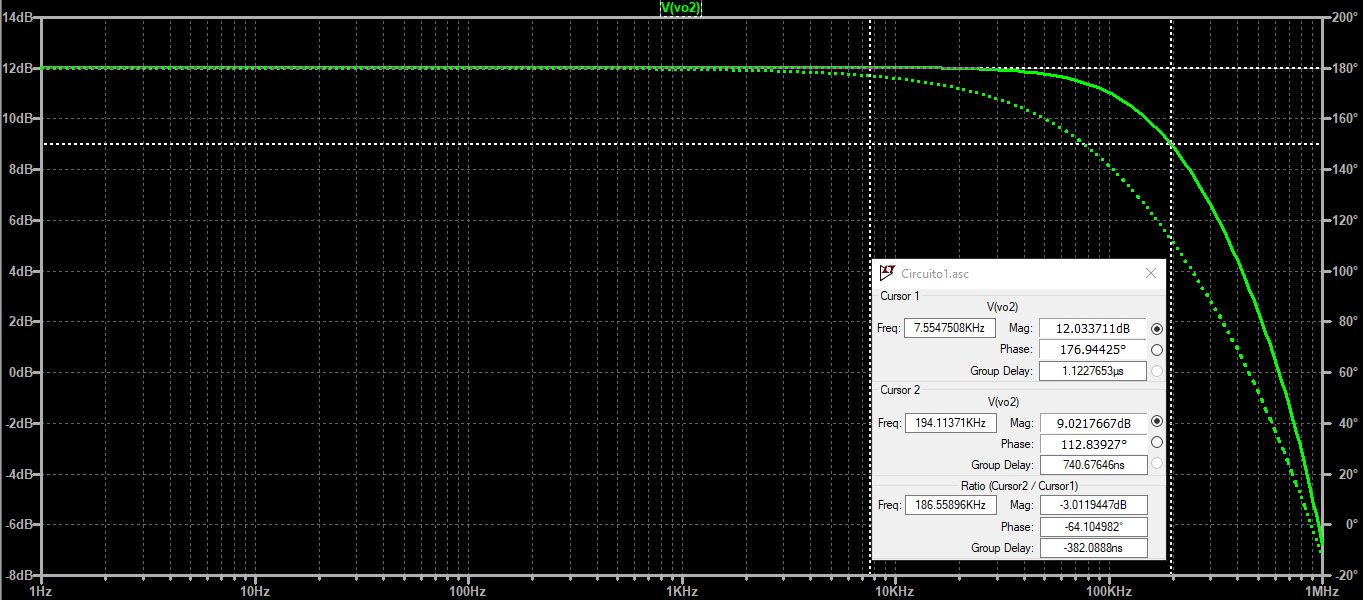 V(vo2)
14dB 200°
12dB 180°
10dB 160°
8dB 140°
6dB 120°
4dB 100°
2dB 80°
0dB 60°
-2dB 40°
-4dB 20°
-6dB 0°
-8dB -20°
1Hz 10Hz 100Hz 1KHz 10KHz 100KHz 1MHz
Circuito1.asc
Cursor 1
V(vo2)
Freq: 7.5547508KHz Mag: 12.033711dB
Phase: 176.94425°
Group Delay: 1.1227653µs
Cursor 2
V(vo2)
Freq: 194.11371KHz Mag: 9.0217667dB
Phase: 112.83927°
Group Delay: 740.67646ns
Ratio (Cursor2 / Cursor1)
Freq: 186.55896KHz Mag: -3.0119447dB
Phase: -64.104982°
Group Delay: -382.0888ns